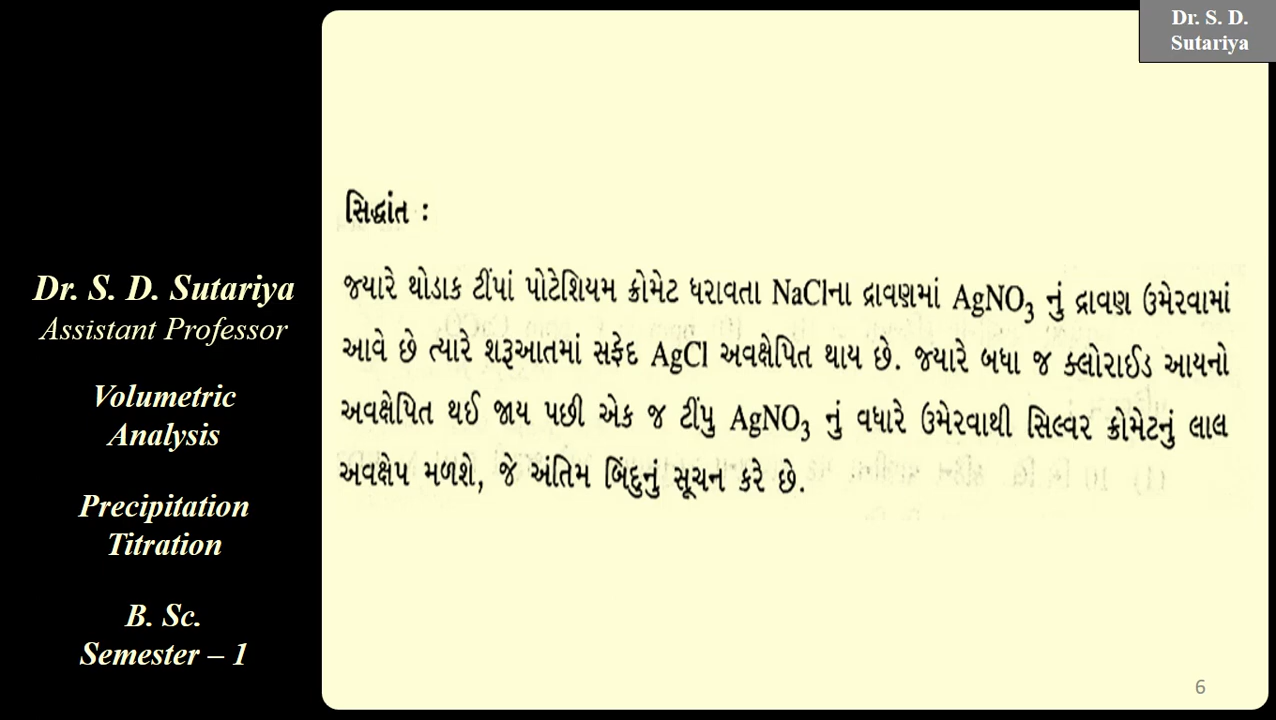 Dr. S. D.
Sutariya
Dr. S. D. Sutariya
Assistant Professor
Volumetric
Analysis
Precipitation
Titration
B. Sc.
Semester – 1
સિદ્ધાંત :
જ્યારે થોડાક ટીંપાં પોટેશિયમ ક્રોમેટ ધરાવતા NaClના દ્રાવણમાં AgNO₃ નું દ્રાવણ ઉમેરવામાં
આવે છે ત્યારે શરૂઆતમાં સફેદ AgCl અવક્ષેપિત થાય છે. જ્યારે બધા જ ક્લોરાઈડ આયનો
અવક્ષેપિત થઈ જાય પછી એક જ ટીંપુ AgNO₃ નું વધારે ઉમેરવાથી સિલ્વર ક્રોમેટનું લાલ
અવક્ષેપ મળશે, જે અંતિમ બિંદુનું સૂચન કરે છે.
6